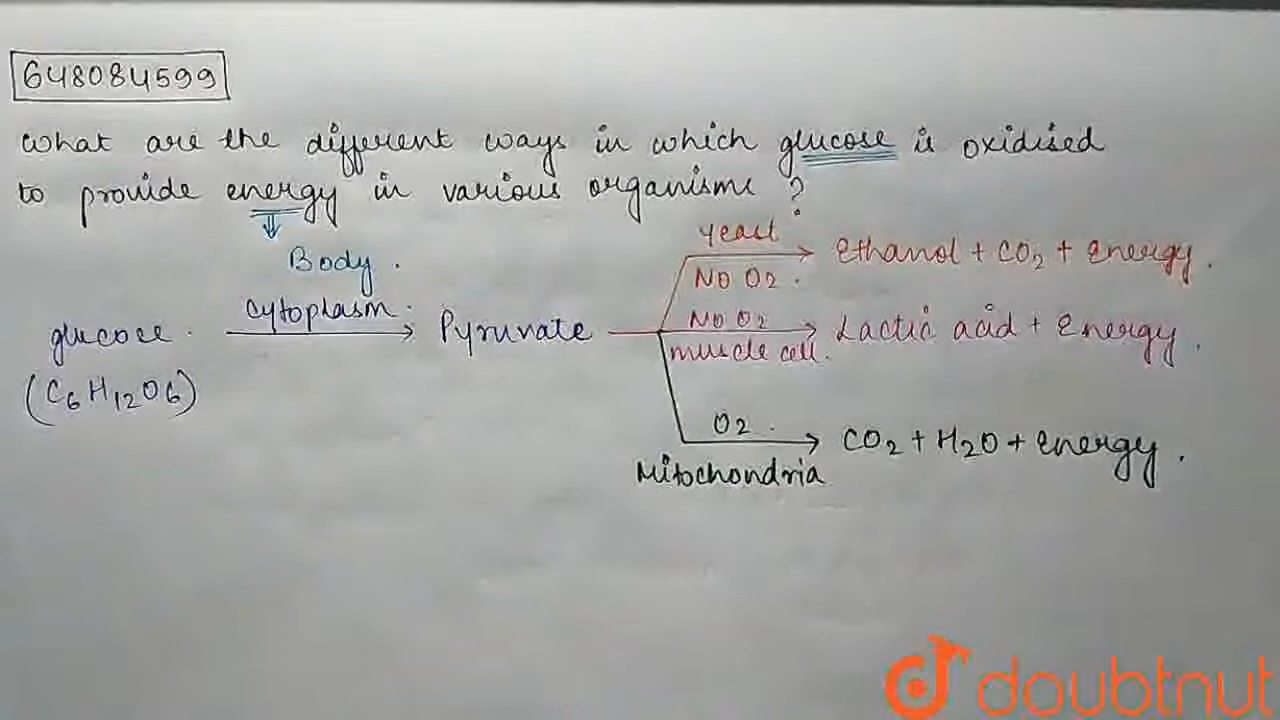 648084599
What are the different ways in which glucose is oxidised
to provide energy in various organisms ?
Body .
Yeast
NO O2 .
Ethanol + CO2 + Energy .
glucose .
Cytoplasm .
Pyruvate
NO O2
muscle cell .
Lactic acid + Energy .
(C6H12O6)
O2 .
Mitochondria
CO2 + H2O + energy .
doubtnut